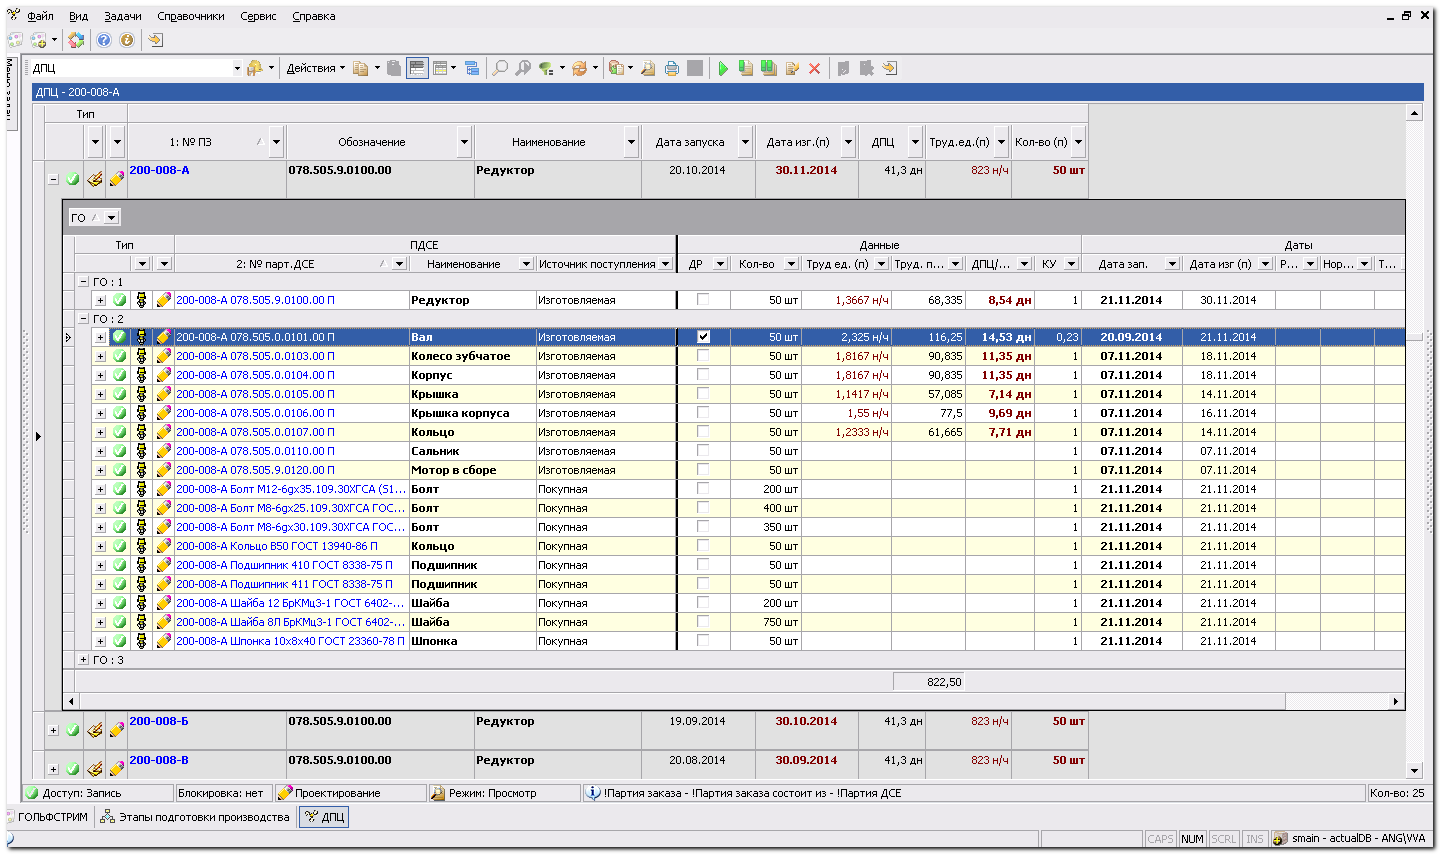 Файл Вид Задачи Справочники Сервис Справка
ДПЦ Действия
ДПЦ - 200-008-А
Тип
1: № ПЗ Обозначение Наименование Дата запуска Дата изг.(п) ДПЦ Труд.ед.(п) Кол-во (п)
200-008-А 078.505.9.0100.00 Редуктор 20.10.2014 30.11.2014 41,3 дн 823 н/ч 50 шт
ГО
Тип ПДСЕ Данные Даты
2: № парт.ДСЕ Наименование Источник поступления ДР Кол-во Труд ед. (п) Труд. п... ДПЦ/... КУ Дата зап. Дата изг (п) Р... Нор... Т...
ГО : 1
200-008-А 078.505.9.0100.00 П Редуктор Изготовляемая 50 шт 1,3667 н/ч 68,335 8,54 дн 1 21.11.2014 30.11.2014
ГО : 2
200-008-А 078.505.0.0101.00 П Вал Изготовляемая 50 шт 2,325 н/ч 116,25 14,53 дн 0,23 20.09.2014 21.11.2014
200-008-А 078.505.0.0103.00 П Колесо зубчатое Изготовляемая 50 шт 1,8167 н/ч 90,835 11,35 дн 1 07.11.2014 18.11.2014
200-008-А 078.505.0.0104.00 П Корпус Изготовляемая 50 шт 1,8167 н/ч 90,835 11,35 дн 1 07.11.2014 18.11.2014
200-008-А 078.505.0.0105.00 П Крышка Изготовляемая 50 шт 1,1417 н/ч 57,085 7,14 дн 1 07.11.2014 14.11.2014
200-008-А 078.505.0.0106.00 П Крышка корпуса Изготовляемая 50 шт 1,55 н/ч 77,5 9,69 дн 1 07.11.2014 16.11.2014
200-008-А 078.505.0.0107.00 П Кольцо Изготовляемая 50 шт 1,2333 н/ч 61,665 7,71 дн 1 07.11.2014 14.11.2014
200-008-А 078.505.0.0110.00 П Сальник Изготовляемая 50 шт 1 07.11.2014 07.11.2014
200-008-А 078.505.9.0120.00 П Мотор в сборе Изготовляемая 50 шт 1 07.11.2014 07.11.2014
200-008-А Болт М12-6gx35.109.30ХГСА (S1... Болт Покупная 200 шт 1 21.11.2014 21.11.2014
200-008-А Болт М8-6gx25.109.30ХГСА ГОС... Болт Покупная 400 шт 1 21.11.2014 21.11.2014
200-008-А Болт М8-6gx30.109.30ХГСА ГОС... Болт Покупная 350 шт 1 21.11.2014 21.11.2014
200-008-А Кольцо В50 ГОСТ 13940-86 П Кольцо Покупная 50 шт 1 21.11.2014 21.11.2014
200-008-А Подшипник 410 ГОСТ 8338-75 П Подшипник Покупная 50 шт 1 21.11.2014 21.11.2014
200-008-А Подшипник 411 ГОСТ 8338-75 П Подшипник Покупная 50 шт 1 21.11.2014 21.11.2014
200-008-А Шайба 12 БрКМц3-1 ГОСТ 6402-... Шайба Покупная 200 шт 1 21.11.2014 21.11.2014
200-008-А Шайба 8Л БрКМц3-1 ГОСТ 6402-... Шайба Покупная 750 шт 1 21.11.2014 21.11.2014
200-008-А Шпонка 10х8х40 ГОСТ 23360-78 П Шпонка Покупная 50 шт 1 21.11.2014 21.11.2014
ГО : 3
822,50
200-008-Б 078.505.9.0100.00 Редуктор 19.09.2014 30.10.2014 41,3 дн 823 н/ч 50 шт
200-008-В 078.505.9.0100.00 Редуктор 20.08.2014 30.09.2014 41,3 дн 823 н/ч 50 шт
Доступ: Запись Блокировка: нет Проектирование Режим: Просмотр !Партия заказа - !Партия заказа состоит из - !Партия ДСЕ Кол-во: 25
ГОЛЬФСТРИМ Этапы подготовки производства ДПЦ
CAPS NUM SCRL INS smain - actualDB - ANG\VVA